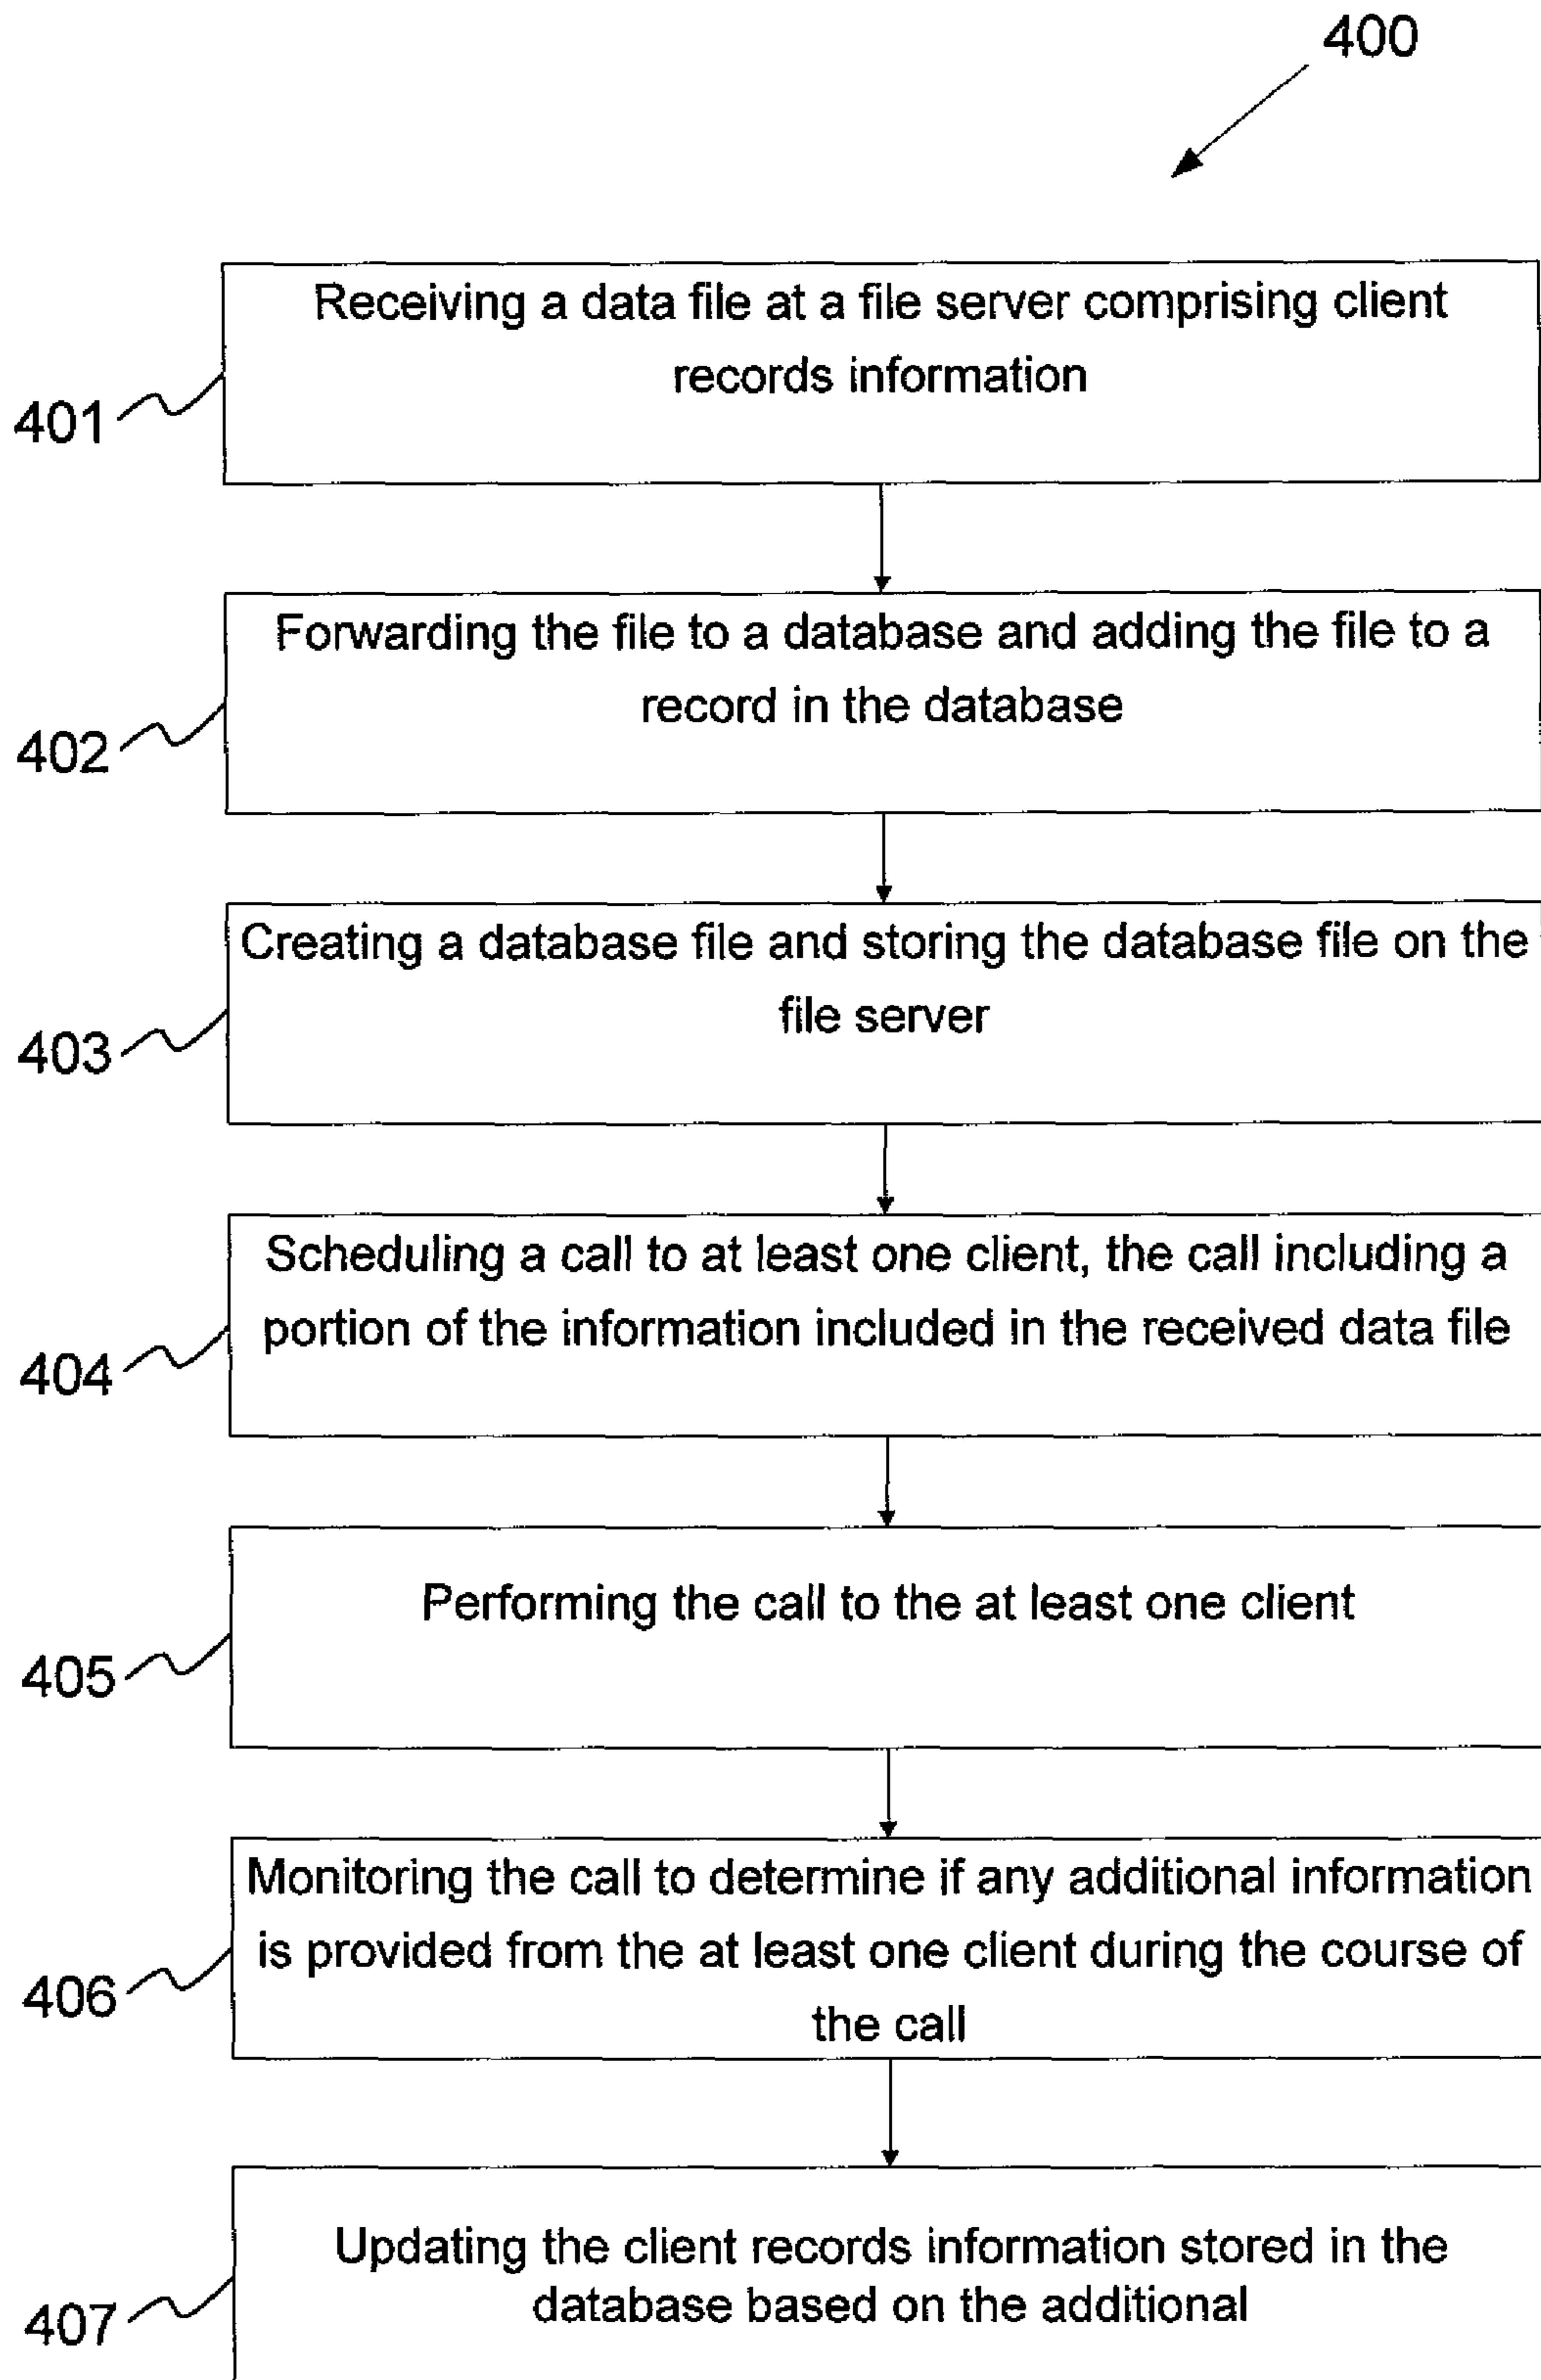 400
Receiving a data file at a file server comprising client
records information
401
Forwarding the file to a database and adding the file to a
record in the database
402
Creating a database file and storing the database file on the
file server
403
Scheduling a call to at least one client, the call including a
portion of the information included in the received data file
404
Performing the call to the at least one client
405
Monitoring the call to determine if any additional information
is provided from the at least one client during the course of
the call
406
Updating the client records information stored in the
database based on the additional
407